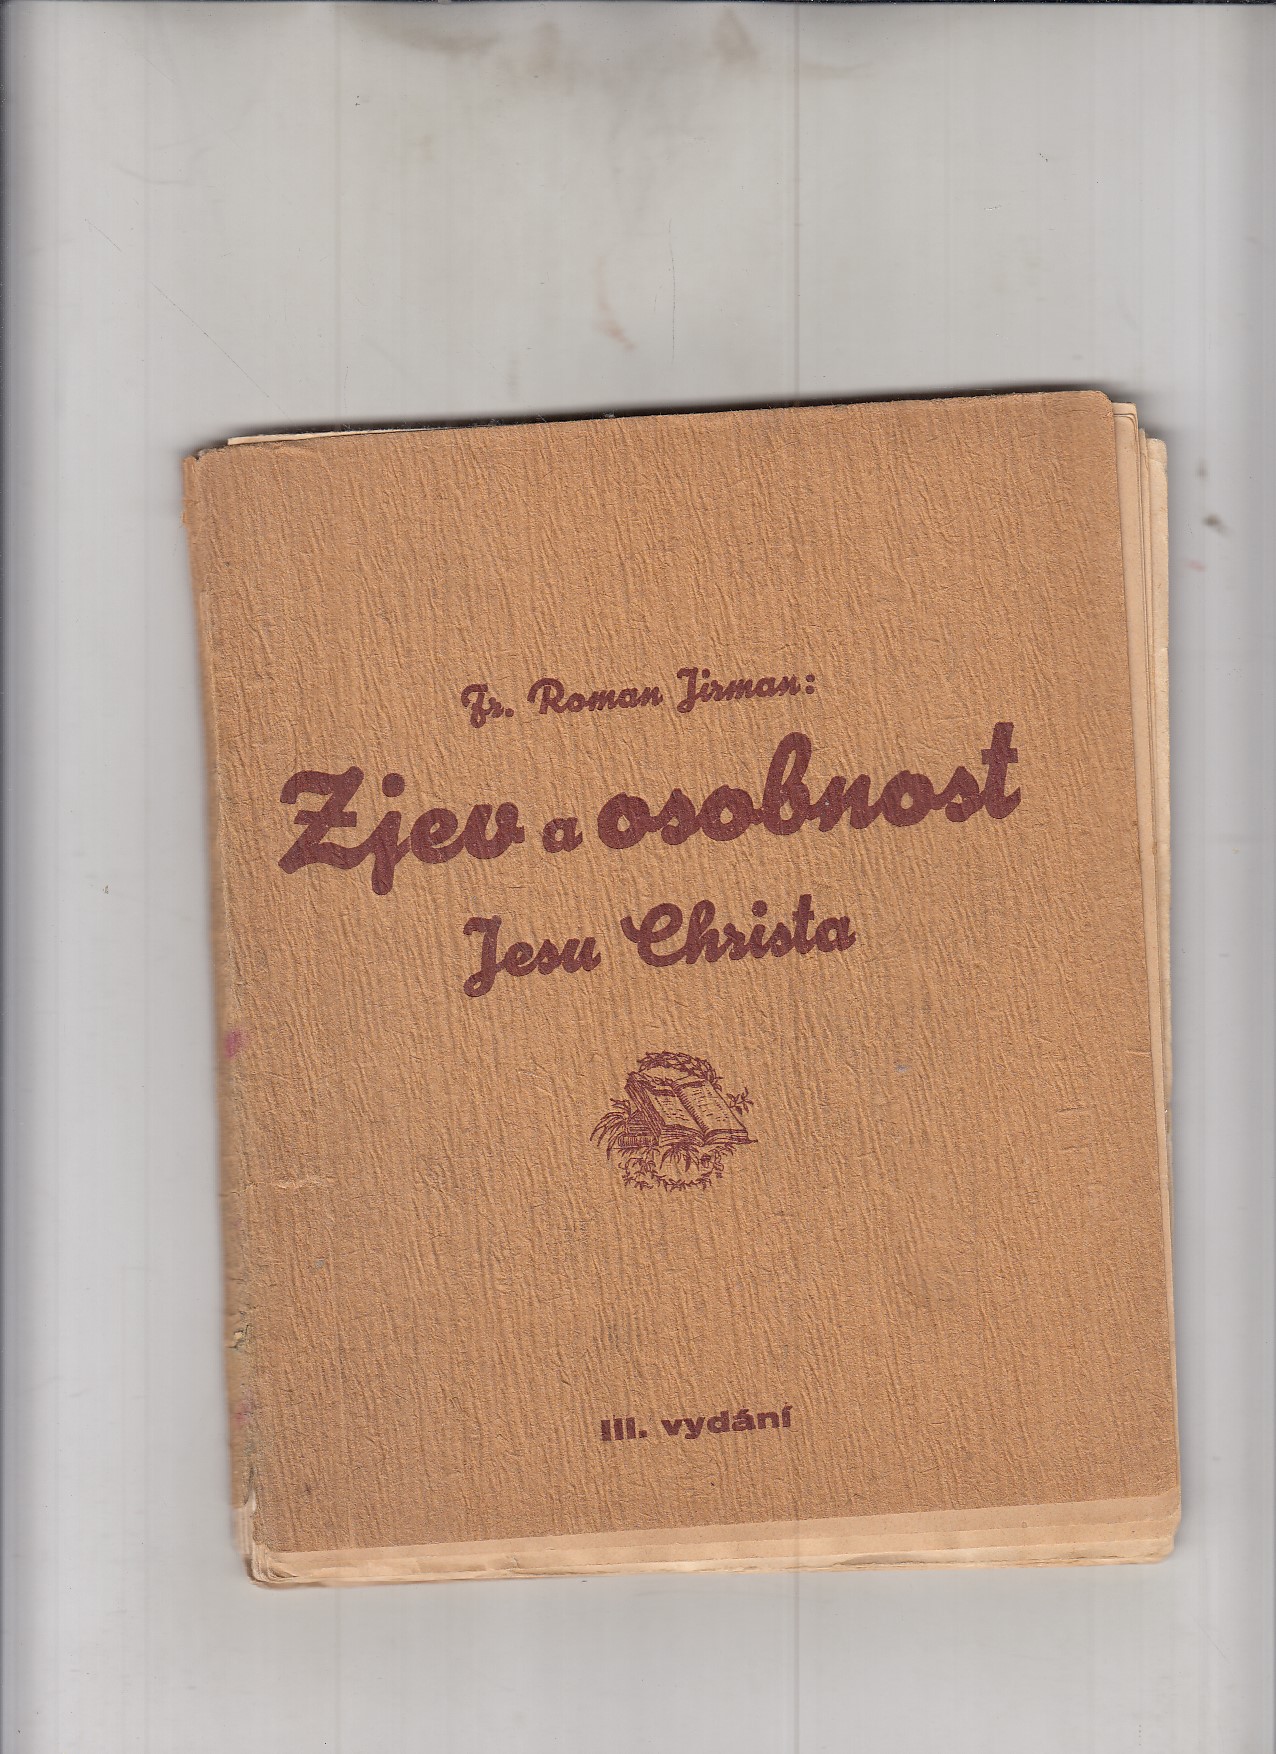 Fr. Roman Jirman:
Zjev a osobnost
Jesu Christa
III. vydání